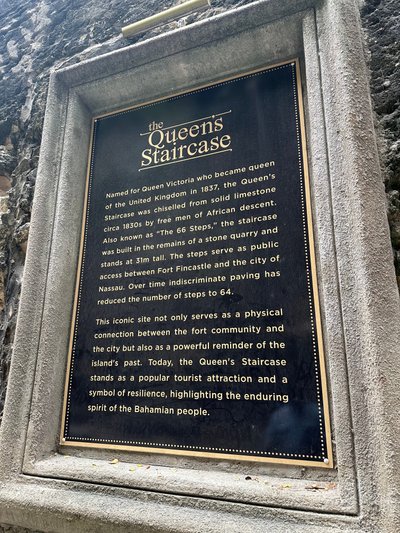 the
Queen's
Staircase
Named for Queen Victoria who became queen
of the United Kingdom in 1837, the Queen's
Staircase was chiselled from solid limestone
circa 1830s by free men of African descent.
Also known as “The 66 Steps,” the staircase
was built in the remains of a stone quarry and
stands at 31m tall. The steps serve as public
access between Fort Fincastle and the city of
Nassau. Over time indiscriminate paving has
reduced the number of steps to 64.
This iconic site not only serves as a physical
connection between the fort community and
the city but also as a powerful reminder of the
island's past. Today, the Queen's Staircase
stands as a popular tourist attraction and a
symbol of resilience, highlighting the enduring
spirit of the Bahamian people.